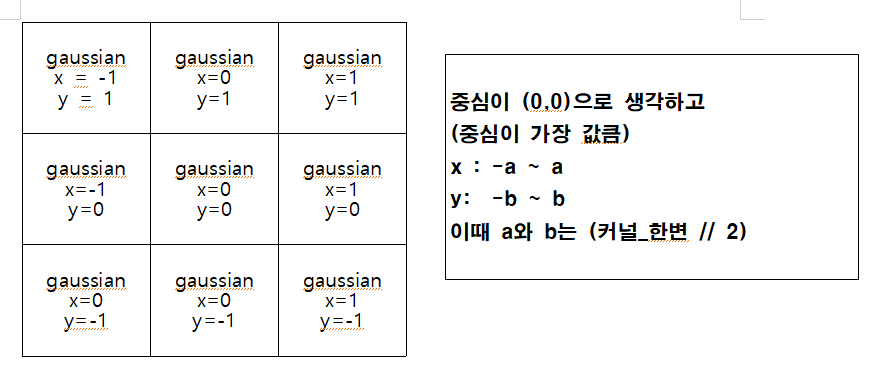 gaussian
x = -1
y = 1
gaussian
x=0
y=1
gaussian
x=1
y=1
gaussian
x=-1
y=0
gaussian
x=0
y=0
gaussian
x=1
y=0
gaussian
x=0
y=-1
gaussian
x=0
y=-1
gaussian
x=1
y=-1
중심이 (0,0)으로 생각하고
(중심이 가장 값큼)
x : -a ~ a
y: -b ~ b
이때 a와 b는 (커널_한변 // 2)